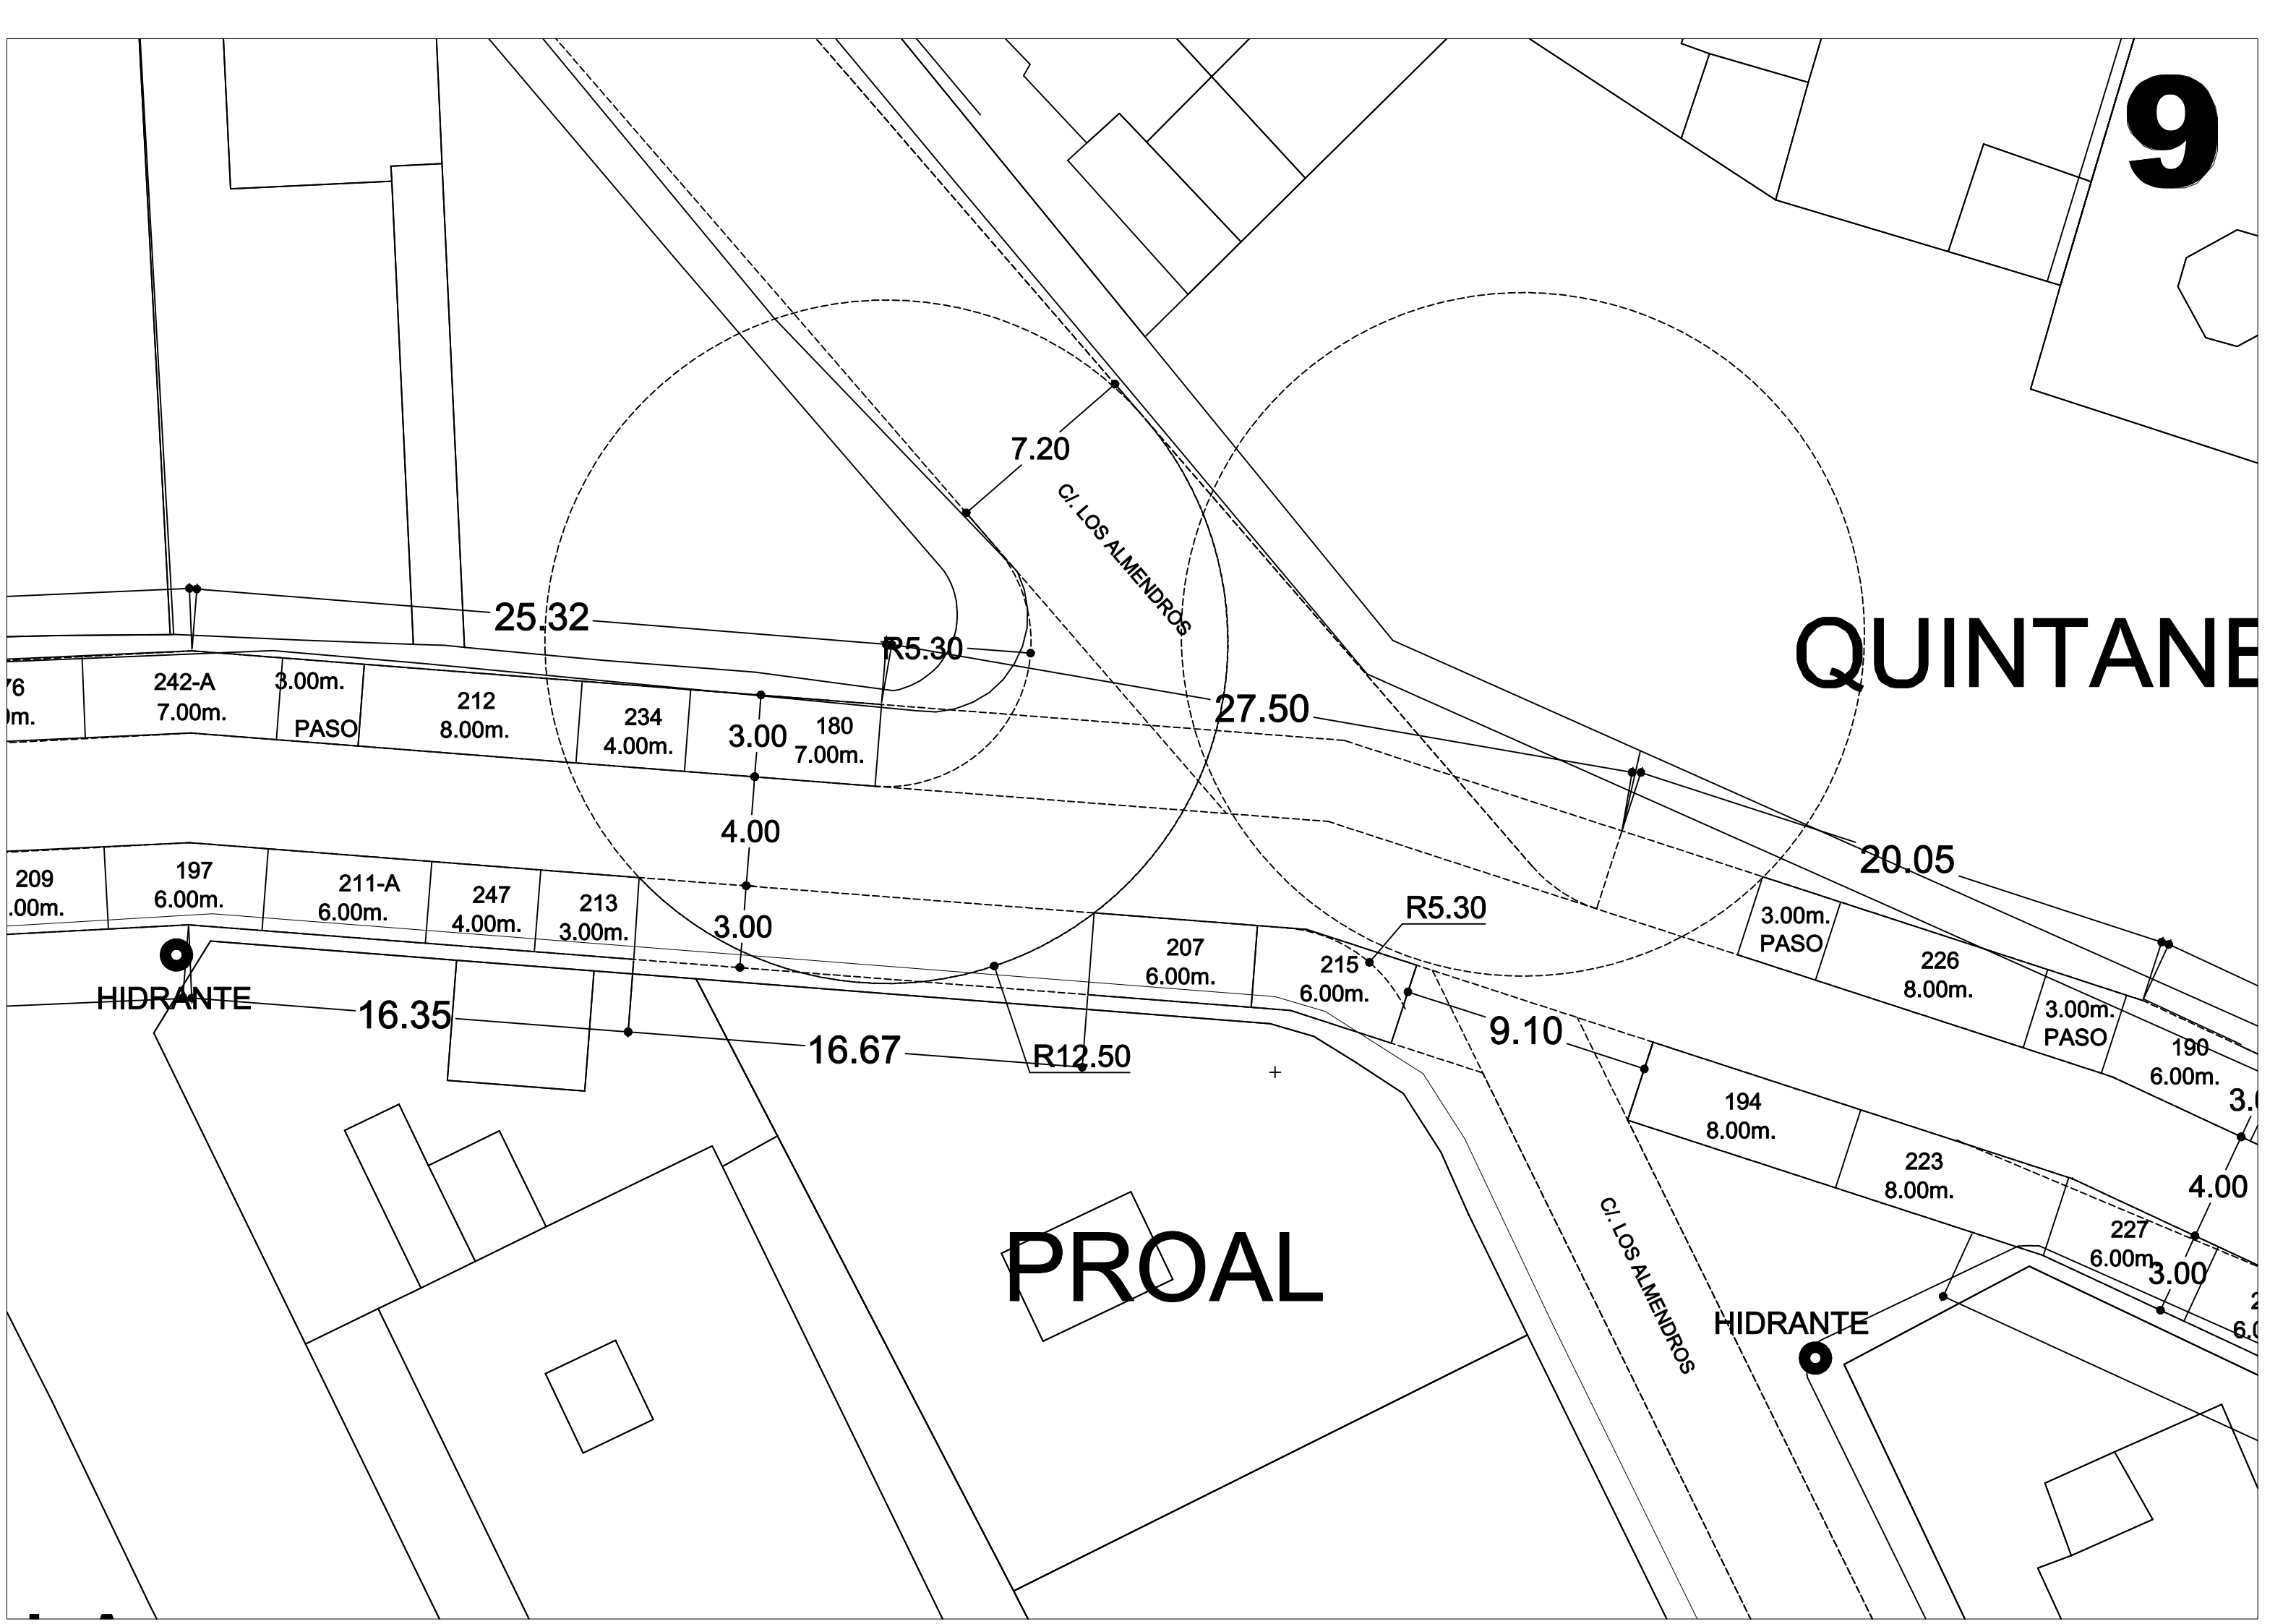 9
7.20
C/. LOS ALMENDROS
25.32
R5.30
QUINTANE
27.50
242-A
7.00m.
3.00m.
PASO
212
8.00m.
234
4.00m.
3.00
180
7.00m.
4.00
20.05
209
.00m.
197
6.00m.
211-A
6.00m.
247
4.00m.
213
3.00m.
3.00
R5.30
207
6.00m.
215
6.00m.
3.00m.
PASO
226
8.00m.
3.00m.
PASO
190
6.00m.
HIDRANTE
16.35
16.67
R12.50
9.10
194
8.00m.
223
8.00m.
4.00
227
6.00m.
3.00
PROAL
C/. LOS ALMENDROS
HIDRANTE